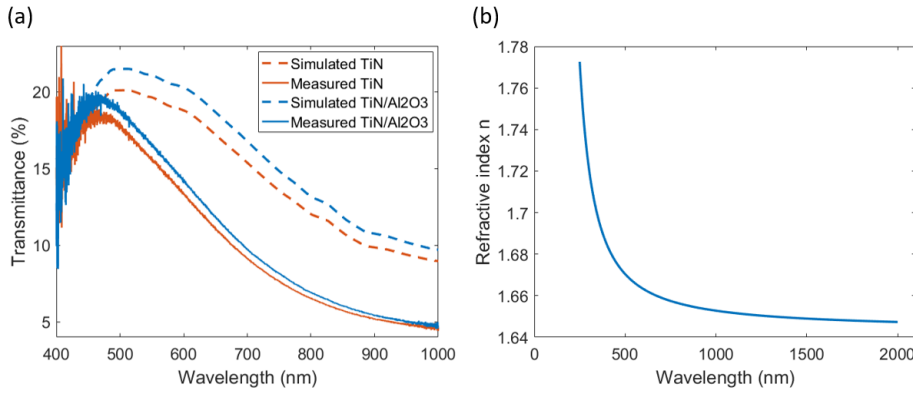 (a)
(b)
Transmittance (%)
20
15
10
5
400
500
600
700
800
900
1000
Wavelength (nm)
Simulated TiN
Measured TiN
Simulated TiN/Al2O3
Measured TiN/Al2O3
Refractive index n
1.78
1.76
1.74
1.72
1.7
1.68
1.66
1.64
0
500
1000
1500
2000
Wavelength (nm)